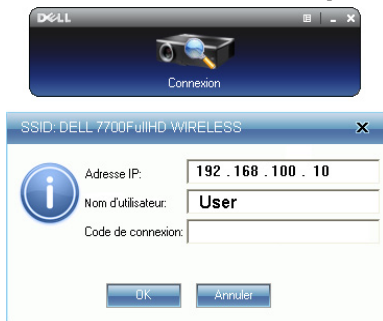 DELL
Connexion
SSID: DELL 7700FullHD WIRELESS
Adresse IP: 192 . 168 . 100 . 10
Nom d'utilisateur: User
Code de connexion:
OK Annuler